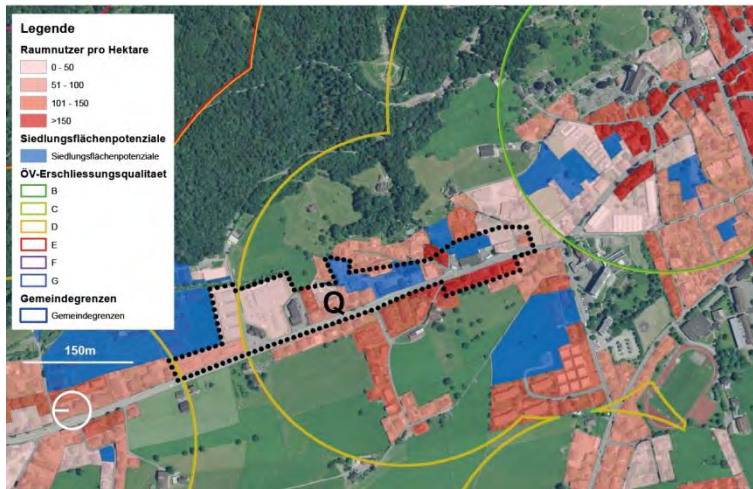 Legende
Raumnutzer pro Hektare
0 - 50
51 - 100
101 - 150
>150
Siedlungsflächenpotenziale
Siedlungsflächenpotenziale
ÖV-Erschliessungsqualitaet
B
C
D
E
F
G
Gemeindegrenzen
Gemeindegrenzen
150m
Q